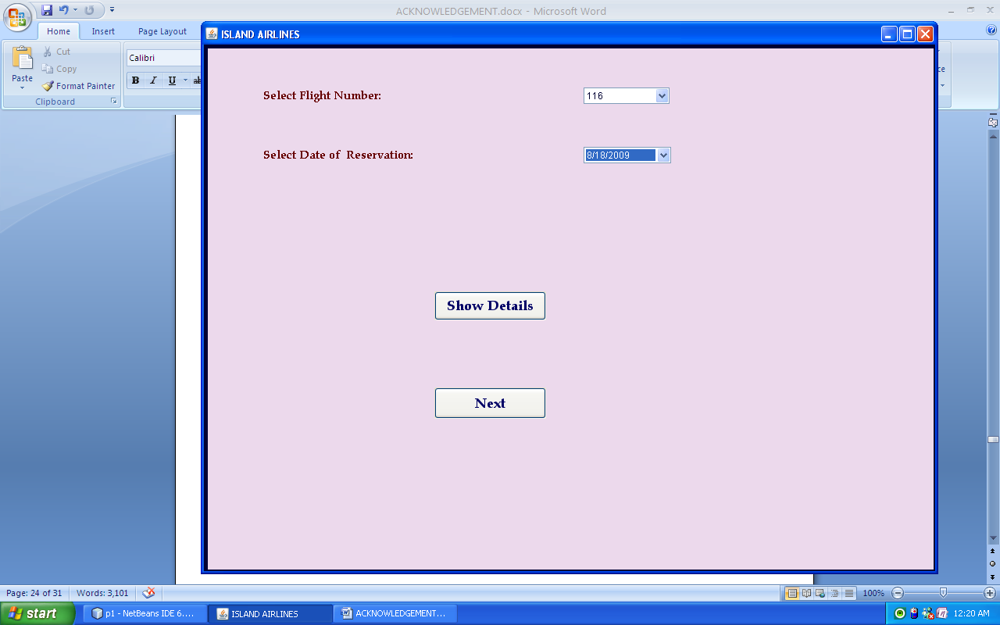 ACKNOWLEDGEMENT.docx - Microsoft Word
Home Insert Page Layout
ISLAND AIRLINES
Paste
Cut
Copy
Format Painter
Clipboard
Calibri
B I U ab
Select Flight Number: 116
Select Date of Reservation: 8/18/2009
Show Details
Next
Page: 24 of 31 Words: 3,101 100%
start p1 - NetBeans IDE 6.... ISLAND AIRLINES ACKNOWLEDGEMENT... 12:20 AM